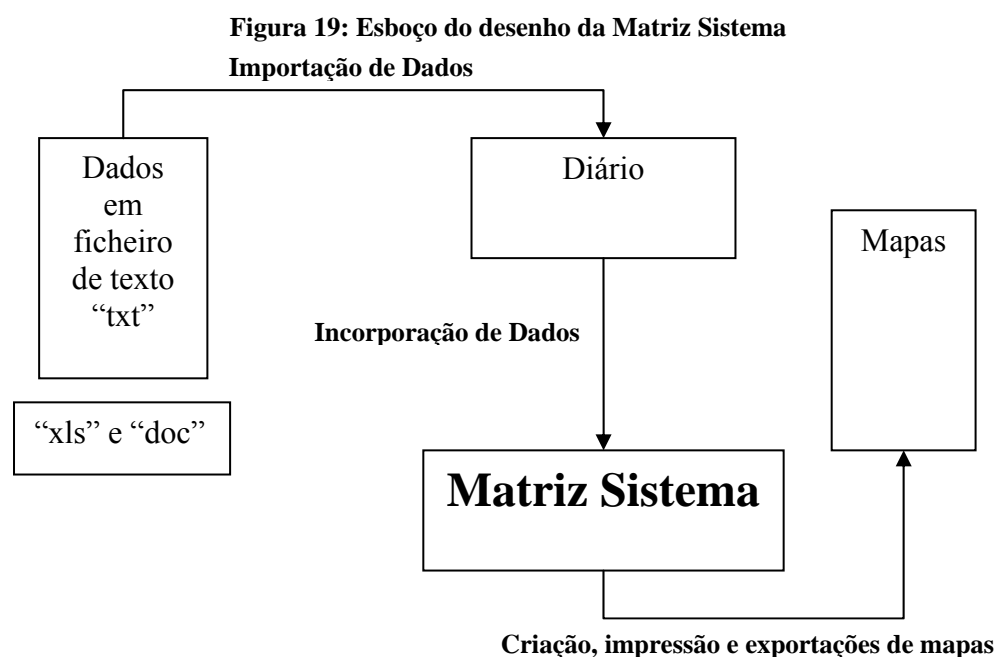 Figura 19: Esboço do desenho da Matriz Sistema
Importação de Dados
Dados
em
ficheiro
de texto
“txt”
Diário
Mapas
Incorporação de Dados
“xls” e “doc”
Matriz Sistema
Criação, impressão e exportações de mapas